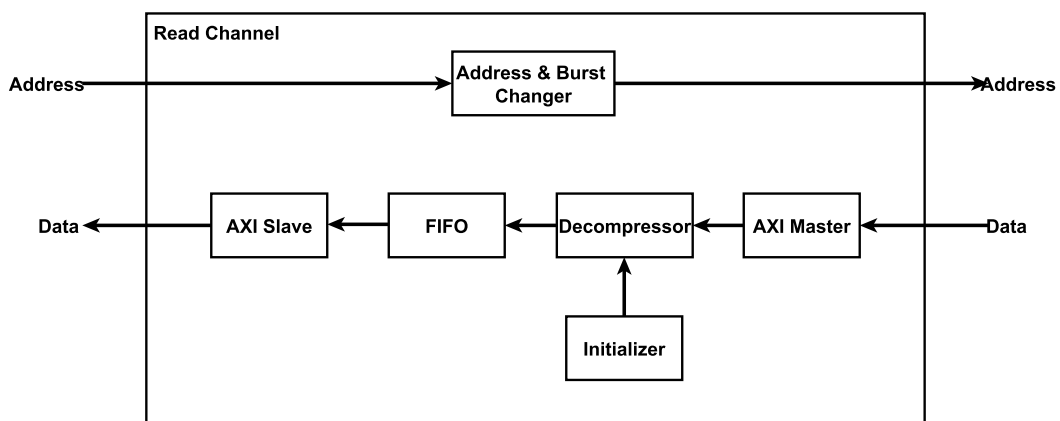 Read Channel
Address
Address & Burst
Changer
Address
Data
AXI Slave
FIFO
Decompressor
AXI Master
Data
Initializer